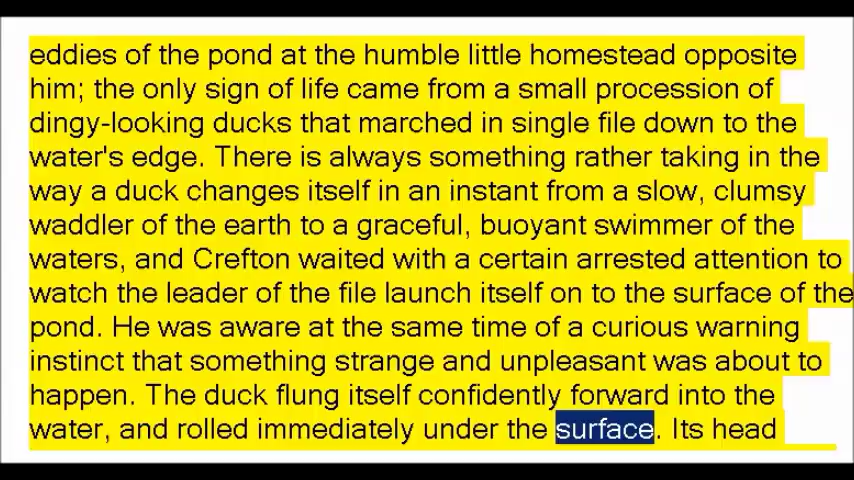 eddies of the pond at the humble little homestead opposite
him; the only sign of life came from a small procession of
dingy-looking ducks that marched in single file down to the
water's edge. There is always something rather taking in the
way a duck changes itself in an instant from a slow, clumsy
waddler of the earth to a graceful, buoyant swimmer of the
waters, and Crefton waited with a certain arrested attention to
watch the leader of the file launch itself on to the surface of the
pond. He was aware at the same time of a curious warning
instinct that something strange and unpleasant was about to
happen. The duck flung itself confidently forward into the
water, and rolled immediately under the surface. Its head